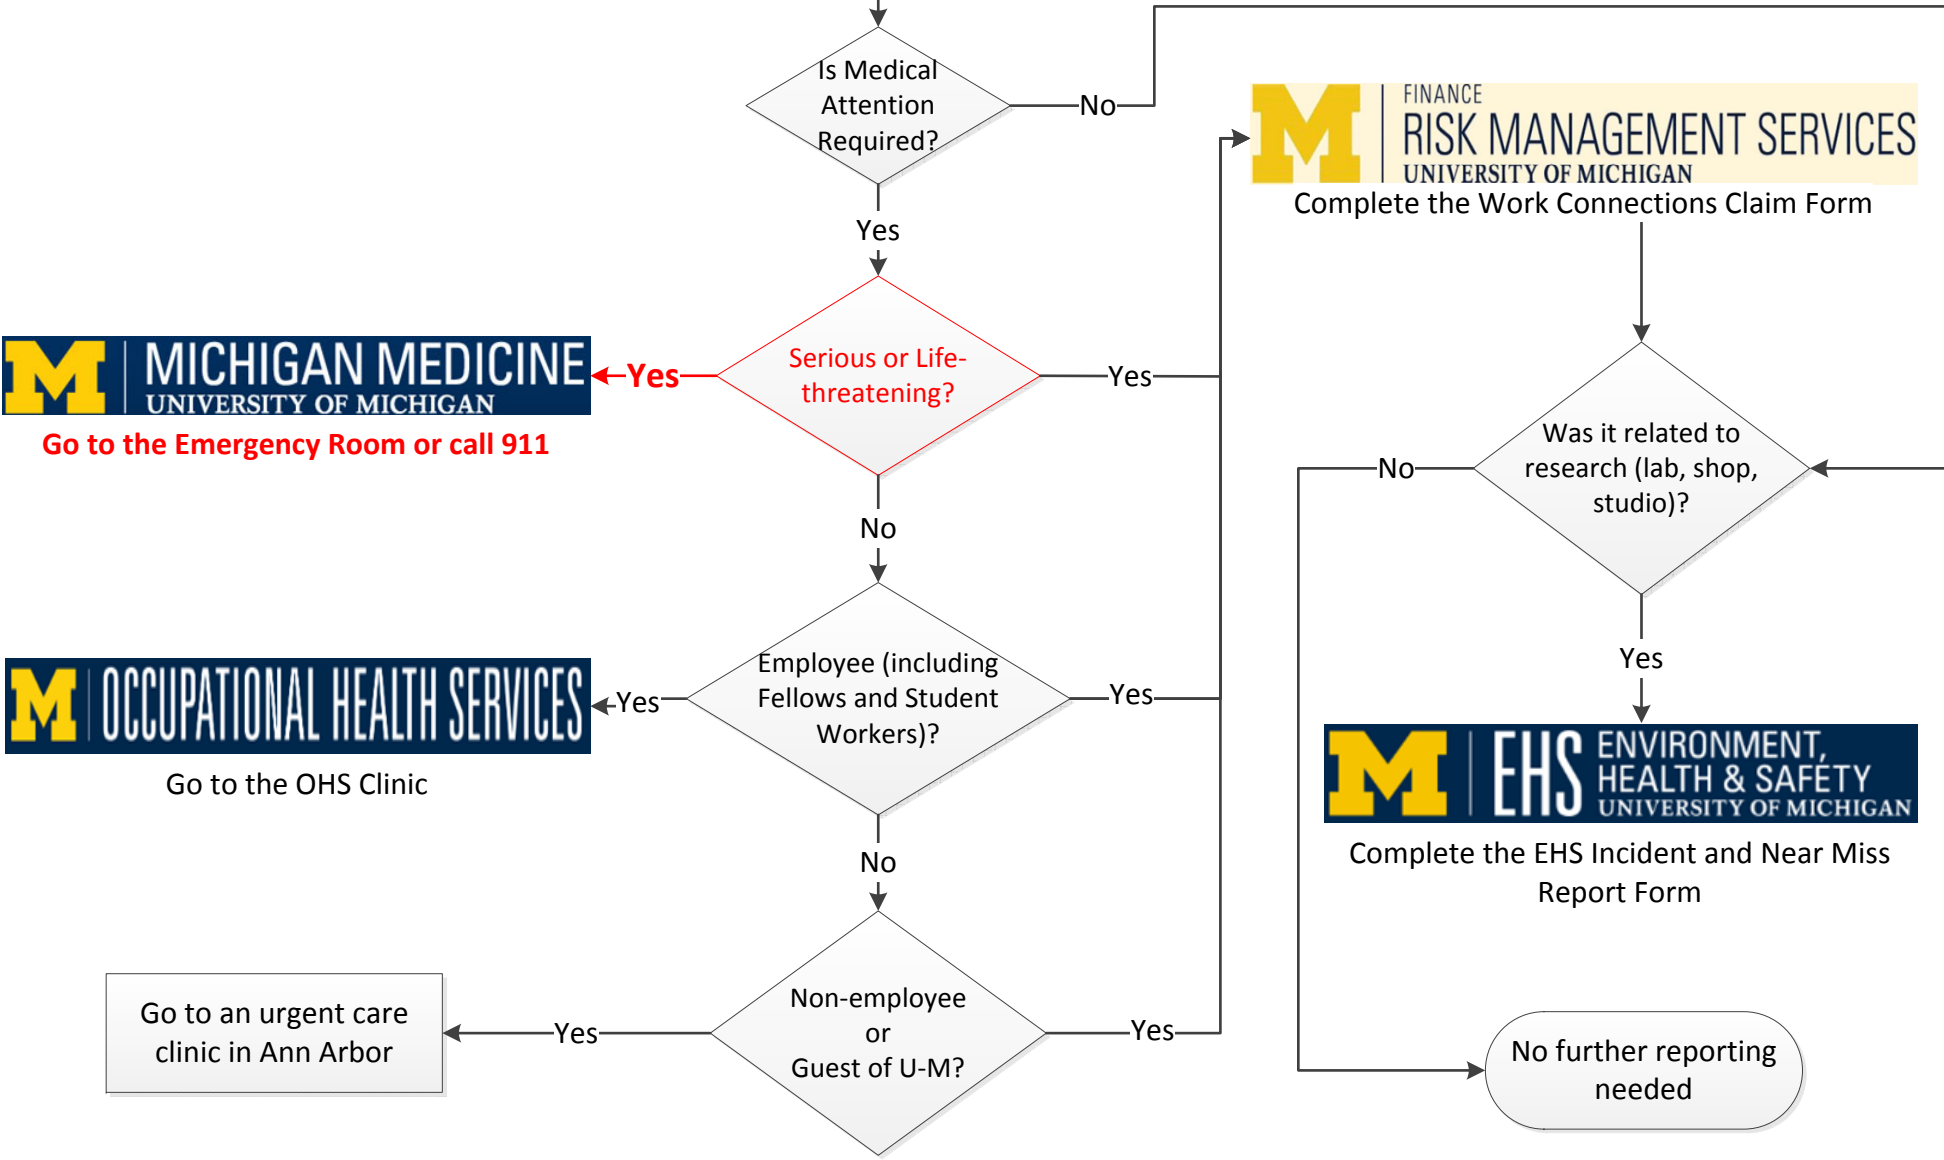 Is Medical
Attention
Required?
No
Yes
FINANCE
RISK MANAGEMENT SERVICES
UNIVERSITY OF MICHIGAN
Complete the Work Connections Claim Form
M
M
MICHIGAN MEDICINE
UNIVERSITY OF MICHIGAN
Go to the Emergency Room or call 911
Yes
Serious or Life-
threatening?
Yes
No
Was it related to
research (lab, shop,
studio)?
No
Yes
M
OCCUPATIONAL HEALTH SERVICES
Go to the OHS Clinic
Yes
Employee (including
Fellows and Student
Workers)?
Yes
No
M
EHS
ENVIRONMENT,
HEALTH & SAFETY
UNIVERSITY OF MICHIGAN
Complete the EHS Incident and Near Miss
Report Form
Go to an urgent care
clinic in Ann Arbor
Yes
Non-employee
or
Guest of U-M?
Yes
No further reporting
needed